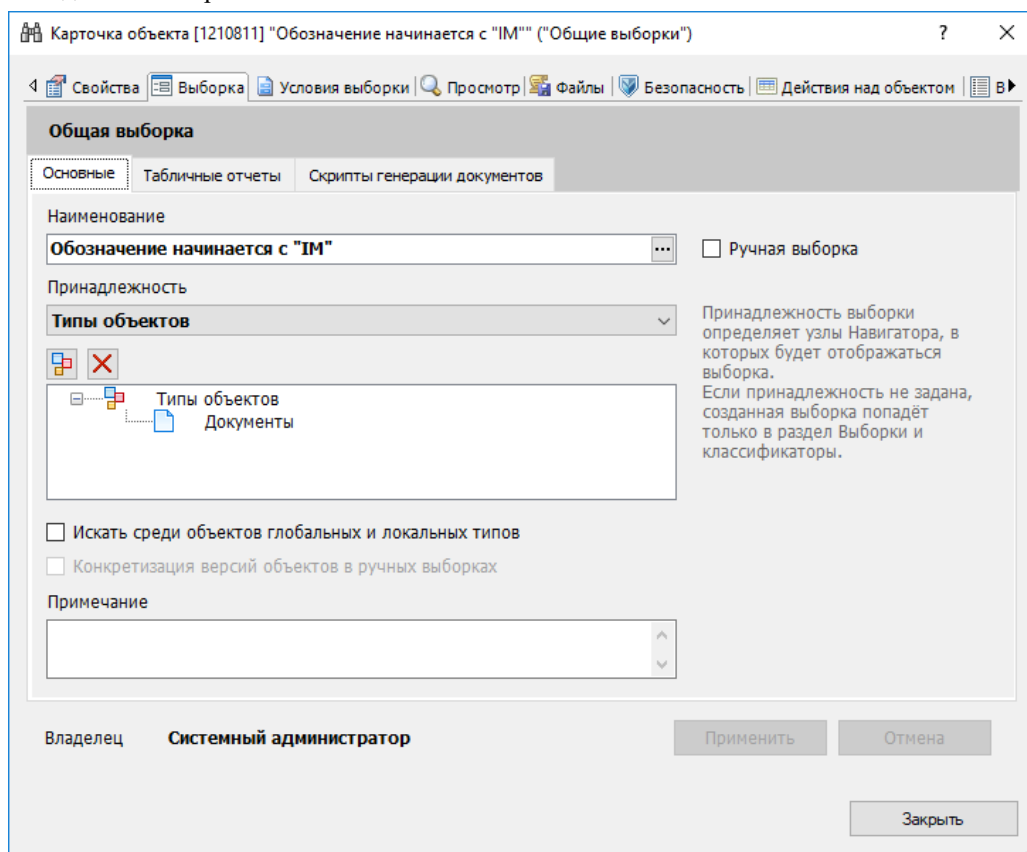 Карточка объекта [1210811] "Обозначение начинается с "IM"" ("Общие выборки") ?
Свойства Выборка Условия выборки Просмотр Файлы Безопасность Действия над объектом В
Общая выборка
Основные Табличные отчеты Скрипты генерации документов
Наименование
Обозначение начинается с "IM" ... Ручная выборка
Принадлежность
Типы объектов
Принадлежность выборки
определяет узлы Навигатора, в
которых будет отображаться
выборка.
Если принадлежность не задана,
созданная выборка попадёт
только в раздел Выборки и
классификаторы.
Типы объектов
Документы
Искать среди объектов глобальных и локальных типов
Конкретизация версий объектов в ручных выборках
Примечание
Владелец Системный администратор Применить Отмена
Закрыть